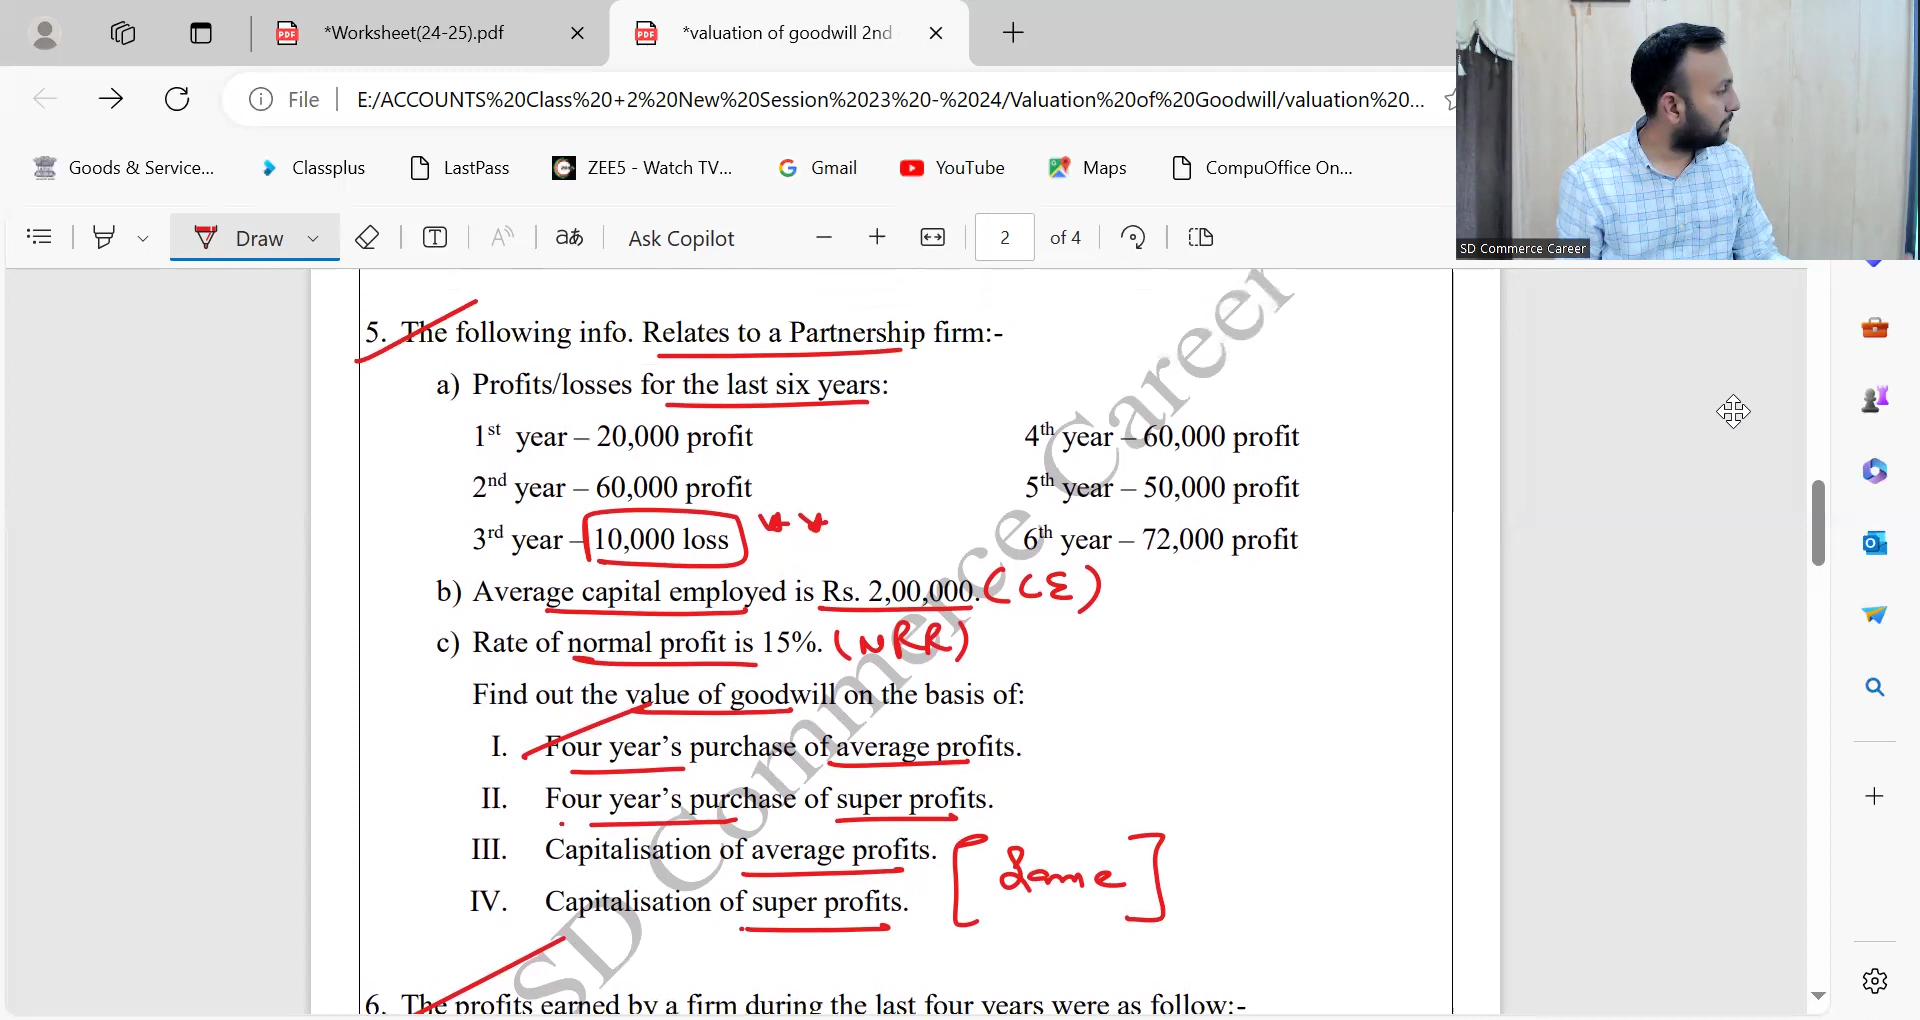 *Worksheet(24-25).pdf
*valuation of goodwill 2nd
File
E:/ACCOUNTS%20Class%20+2%20New%20Session%202023%20-%202024/Valuation%20of%20Goodwill/valuation%20...
Goods & Service...
Classplus
LastPass
ZEE5 - Watch TV...
Gmail
YouTube
Maps
CompuOffice On...
Draw
Ask Copilot
2 of 4
SD Commerce Career
5. The following info. Relates to a Partnership firm:-
a) Profits/losses for the last six years:
1st year – 20,000 profit 4th year – 60,000 profit
2nd year – 60,000 profit 5th year – 50,000 profit
3rd year – 10,000 loss 6th year – 72,000 profit
b) Average capital employed is Rs. 2,00,000. (CE)
c) Rate of normal profit is 15%. (NRR)
Find out the value of goodwill on the basis of:
I. Four year's purchase of average profits.
II. Four year's purchase of super profits.
III. Capitalisation of average profits.
IV. Capitalisation of super profits.
[Same]
6. The profits earned by a firm during the last four years were as follow:-
SD Commerce Career